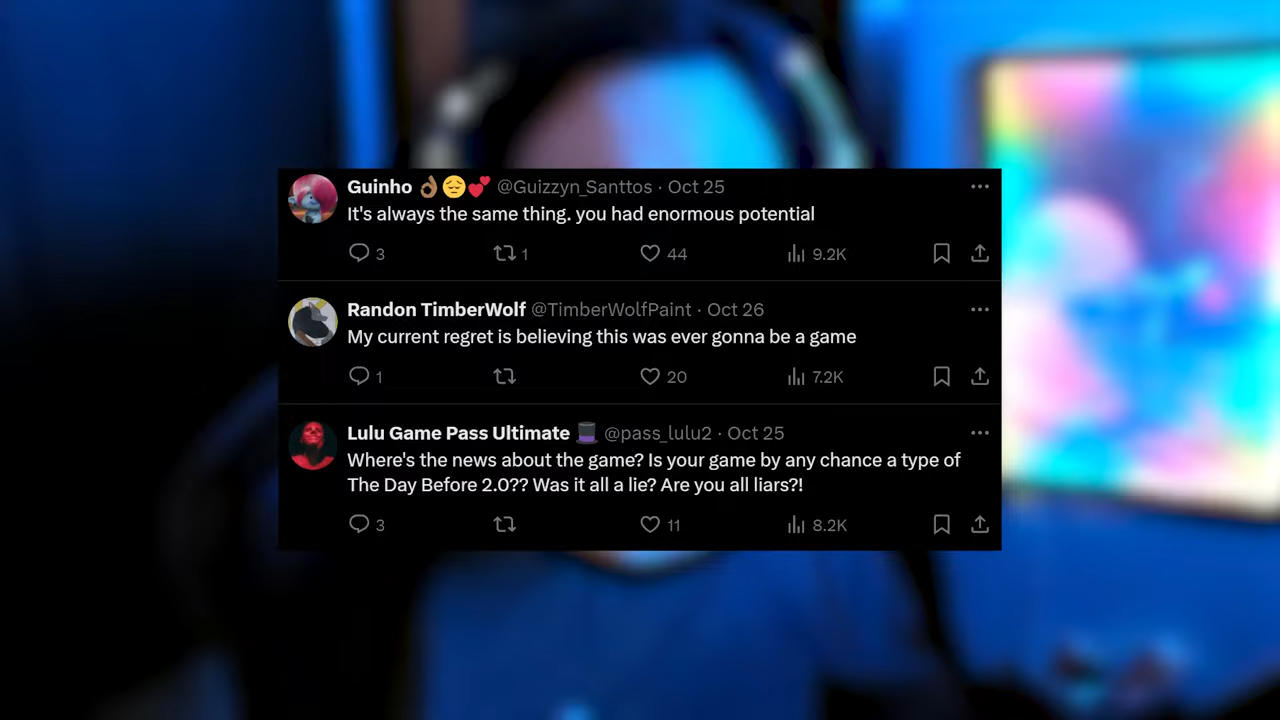 Guinho 👌🏾😔💕 @Guizzyn_Santtos · Oct 25
It's always the same thing. you had enormous potential
3 1 44 9.2K
Randon TimberWolf @TimberWolfPaint · Oct 26
My current regret is believing this was ever gonna be a game
1 20 7.2K
Lulu Game Pass Ultimate 🎩 @pass_lulu2 · Oct 25
Where's the news about the game? Is your game by any chance a type of
The Day Before 2.0?? Was it all a lie? Are you all liars?!
3 11 8.2K